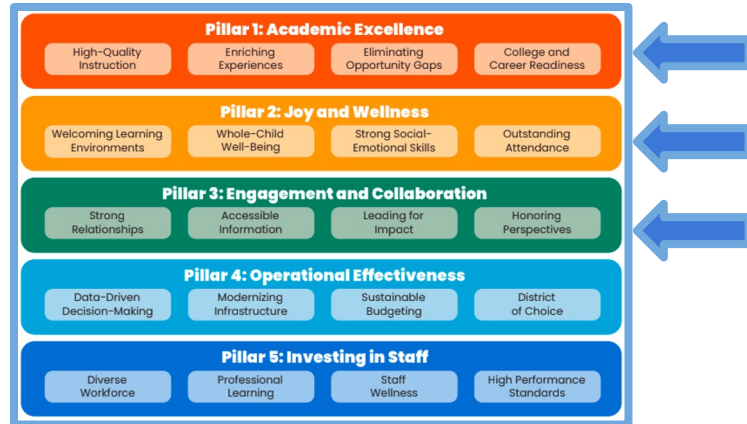 Pillar 1: Academic Excellence
High-Quality
Instruction
Enriching
Experiences
Eliminating
Opportunity Gaps
College and
Career Readiness
Pillar 2: Joy and Wellness
Welcoming Learning
Environments
Whole-Child
Well-Being
Strong Social-
Emotional Skills
Outstanding
Attendance
Pillar 3: Engagement and Collaboration
Strong
Relationships
Accessible
Information
Leading for
Impact
Honoring
Perspectives
Pillar 4: Operational Effectiveness
Data-Driven
Decision-Making
Modernizing
Infrastructure
Sustainable
Budgeting
District
of Choice
Pillar 5: Investing in Staff
Diverse
Workforce
Professional
Learning
Staff
Wellness
High Performance
Standards